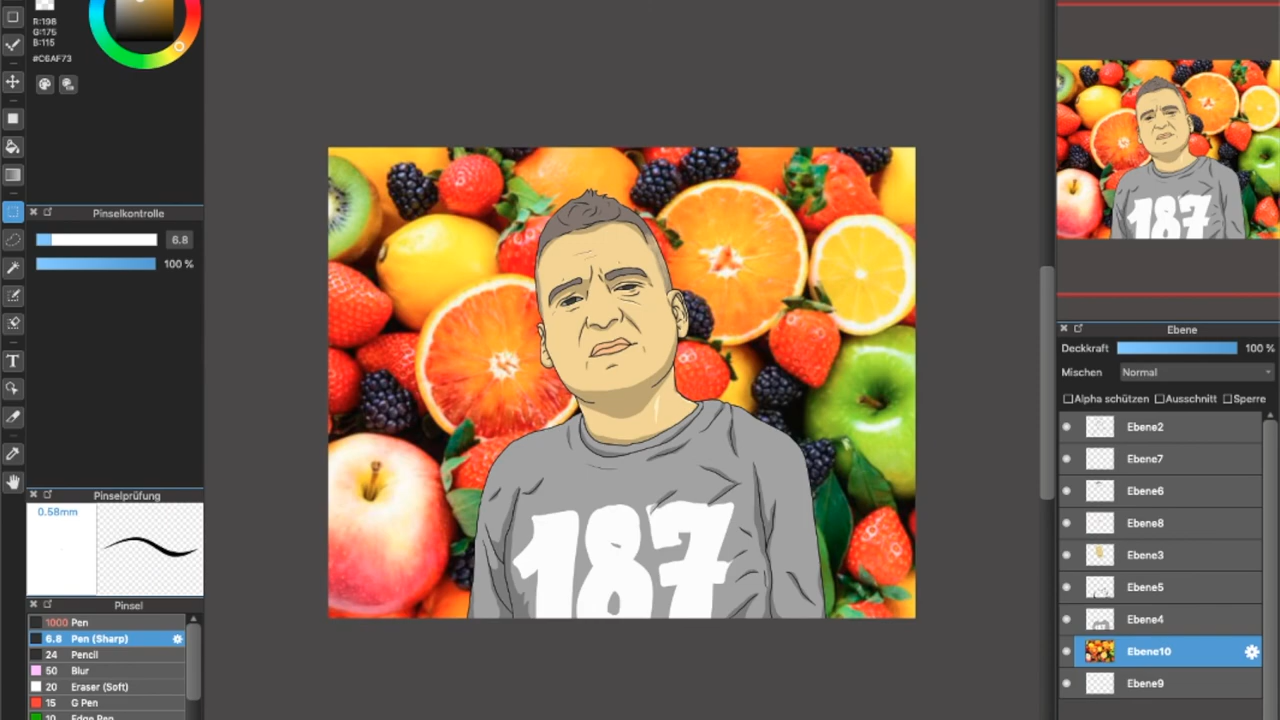 R:198
G:175
B:115
#C6AF73
Pinselkontrolle
6.8
100 %
Pinselprüfung
0.58mm
Pinsel
1000 Pen
6.8 Pen (Sharp)
24 Pencil
50 Blur
20 Eraser (Soft)
15 G Pen
10 Edge Pen
T
187
187
Ebene
Deckkraft 100 %
Mischen Normal
Alpha schützen Ausschnitt Sperre
Ebene2
Ebene7
Ebene6
Ebene8
Ebene3
Ebene5
Ebene4
Ebene10
Ebene9